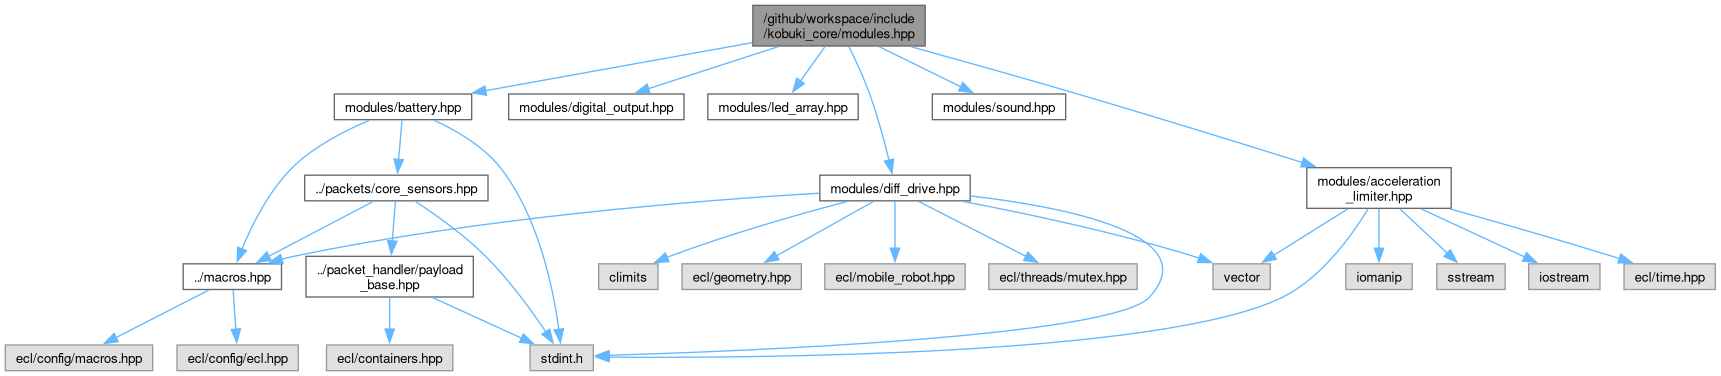 /github/workspace/include
/kobuki_core/modules.hpp
modules/battery.hpp
modules/digital_output.hpp
modules/led_array.hpp
modules/sound.hpp
../packets/core_sensors.hpp
modules/diff_drive.hpp
modules/acceleration
_limiter.hpp
../macros.hpp
../packet_handler/payload
_base.hpp
climits
ecl/geometry.hpp
ecl/mobile_robot.hpp
ecl/threads/mutex.hpp
vector
iomanip
sstream
iostream
ecl/time.hpp
ecl/config/macros.hpp
ecl/config/ecl.hpp
ecl/containers.hpp
stdint.h